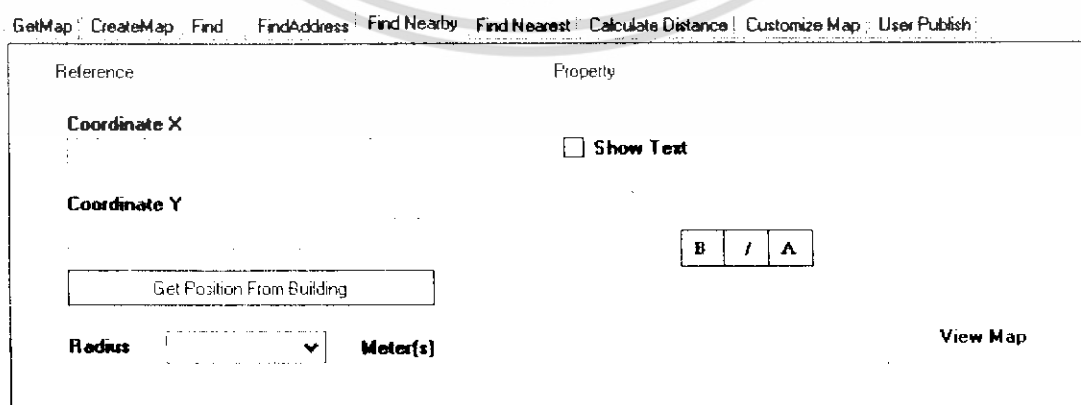 GetMap CreateMap Find FindAddress Find Nearby Find Nearest Calculate Distance Customize Map User Publish
Reference Property
Coordinate X
Show Text
Coordinate Y
B I A
Get Position From Building
Radius Meter(s)
View Map